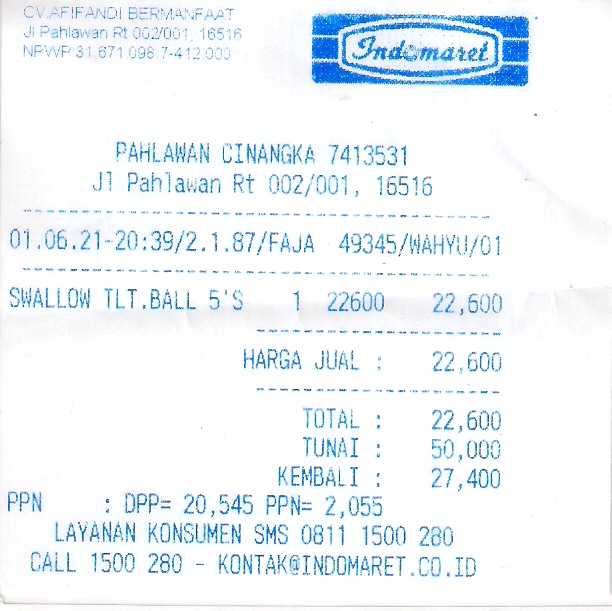 CV.AFIFANDI BERMANFAAT
Jl Pahlawan Rt 002/001, 16516
NPWP 31.671.098.7-412.000
Indomaret
PAHLAWAN CINANGKA 7413531
Jl Pahlawan Rt 002/001, 16516
01.06.21-20:39/2.1.87/FAJA 49345/WAHYU/01
SWALLOW TLT.BALL 5'S 1 22600 22,600
HARGA JUAL : 22,600
TOTAL : 22,600
TUNAI : 50,000
KEMBALI : 27,400
PPN : DPP= 20,545 PPN= 2,055
LAYANAN KONSUMEN SMS 0811 1500 280
CALL 1500 280 - KONTAK@INDOMARET.CO.ID